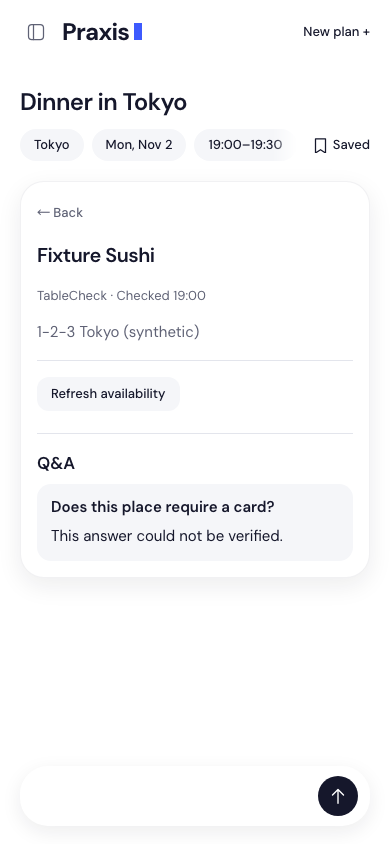 Praxis
New plan +
Dinner in Tokyo
Tokyo
Mon, Nov 2
19:00–19:30
Saved
← Back
Fixture Sushi
TableCheck · Checked 19:00
1-2-3 Tokyo (synthetic)
Refresh availability
Q&A
Does this place require a card?
This answer could not be verified.